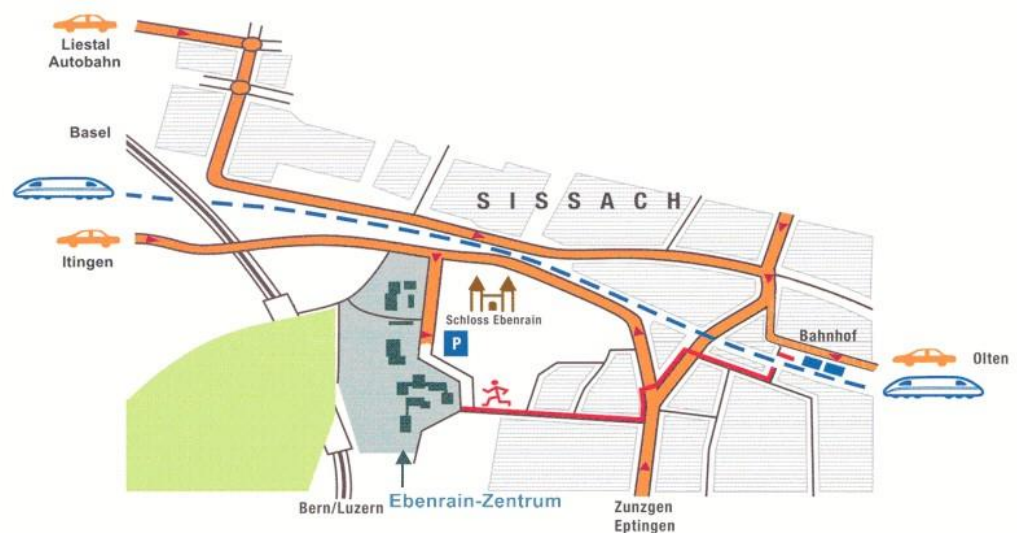 Liestal
Autobahn
Basel
SISSACH
Itingen
Schloss Ebenrain
P
Bahnhof
Olten
Bern/Luzern
Ebenrain-Zentrum
Zunzgen
Eptingen